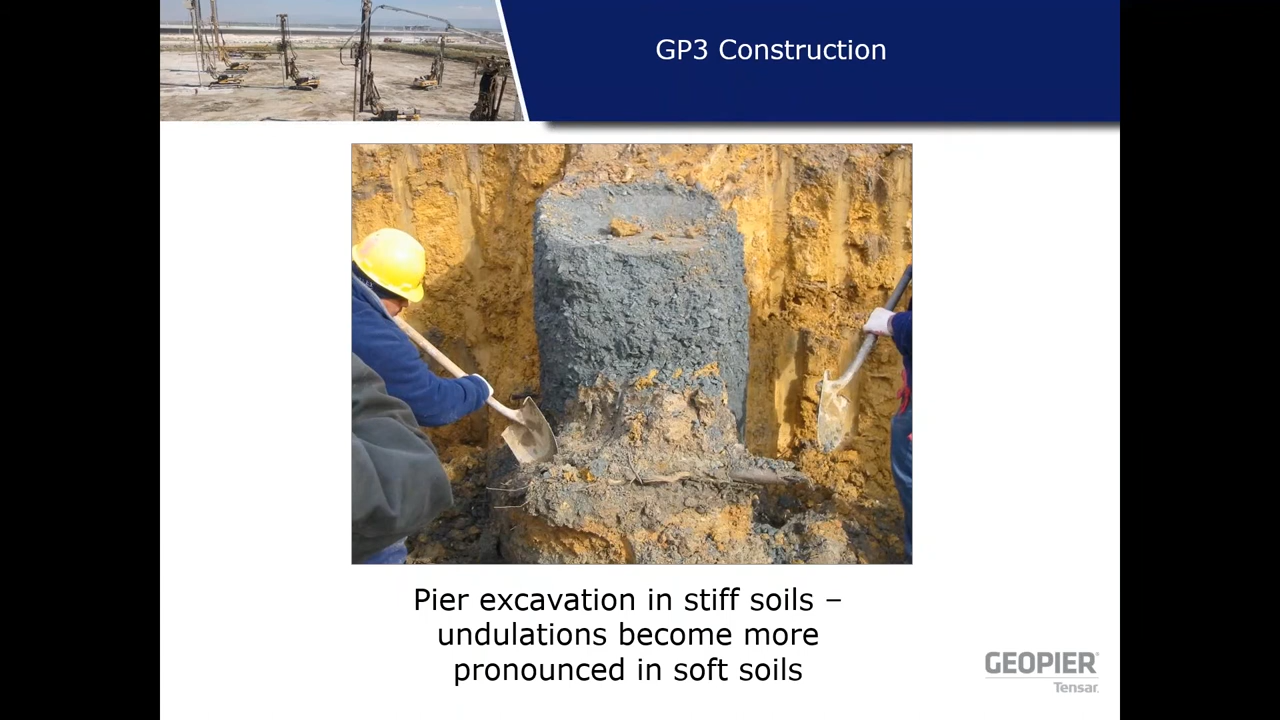 GP3 Construction
Pier excavation in stiff soils –
undulations become more
pronounced in soft soils
GEOPIER®
Tensar.